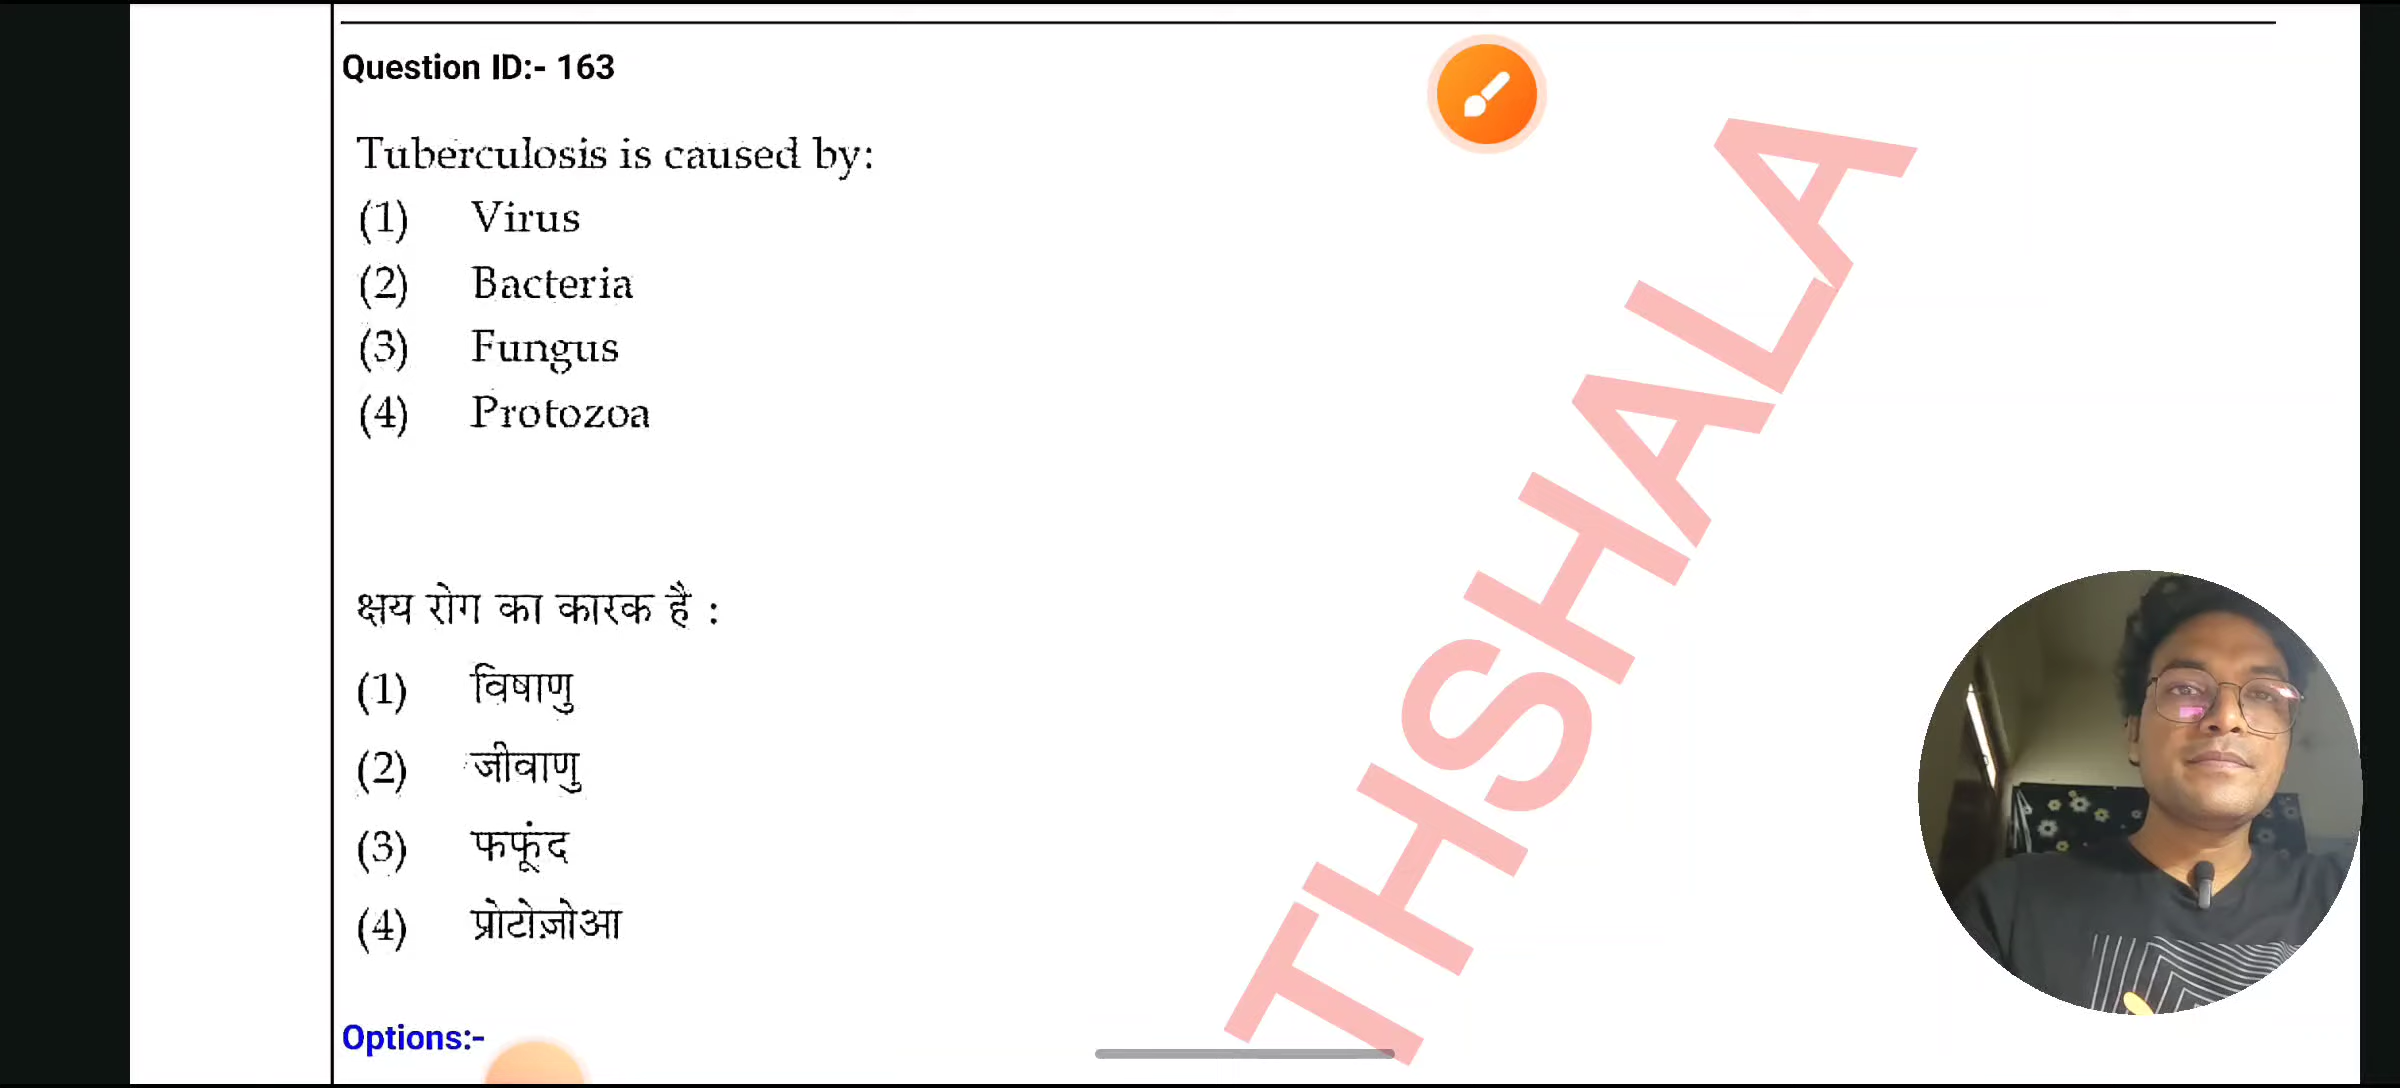 Question ID:- 163
Tuberculosis is caused by:
(1) Virus
(2) Bacteria
(3) Fungus
(4) Protozoa
क्षय रोग का कारक है :
(1) विषाणु
(2) जीवाणु
(3) फफूंद
(4) प्रोटोज़ोआ
Options:-
THSHALA